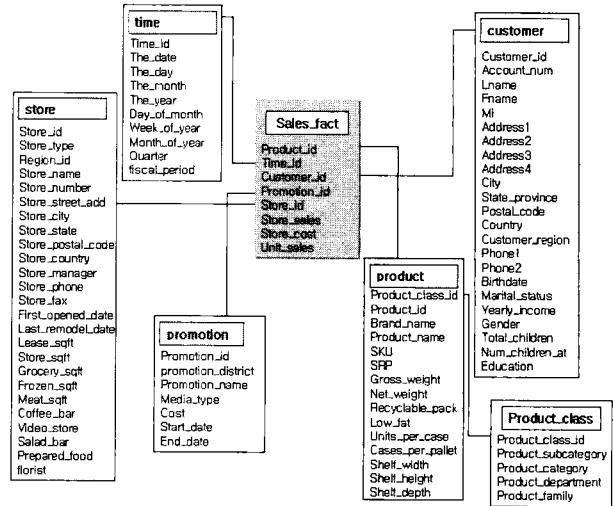 time
Time_id
The_date
The_day
The_month
The_year
Day_of_month
Week_of_year
Month_of_year
Quarter
fiscal_period
store
Store_id
Store_type
Region_id
Store_name
Store_number
Store_street_add
Store_city
Store_state
Store_postal_code
Store_country
Store_manager
Store_phone
Store_fax
First_opened_date
Last_remodel_date
Lease_sqft
Store_sqft
Grocery_sqft
Frozen_sqft
Meat_sqft
Coffee_bar
Video_store
Salad_bar
Prepared_food
florist
Sales_fact
Product_id
Time_id
Customer_id
Promotion_id
Store_id
Store_sales
Store_cost
Unit_sales
promotion
Promotion_id
promotion_district
Promotion_name
Media_type
Cost
Start_date
End_date
product
Product_class_id
Product_id
Brand_name
Product_name
SKU
SRP
Gross_weight
Net_weight
Recyclable_pack
Low_fat
Units_per_case
Cases_per_pallet
Shelf_width
Shelf_height
Shelf_depth
customer
Customer_id
Account_num
Lname
Fname
Mi
Address1
Address2
Address3
Address4
City
State_province
Postal_code
Country
Customer_region
Phone1
Phone2
Birthdate
Marital_status
Yearly_income
Gender
Total_children
Num_children_at
Education
Product_class
Product_class_id
Product_subcategory
Product_category
Product_department
Product_family